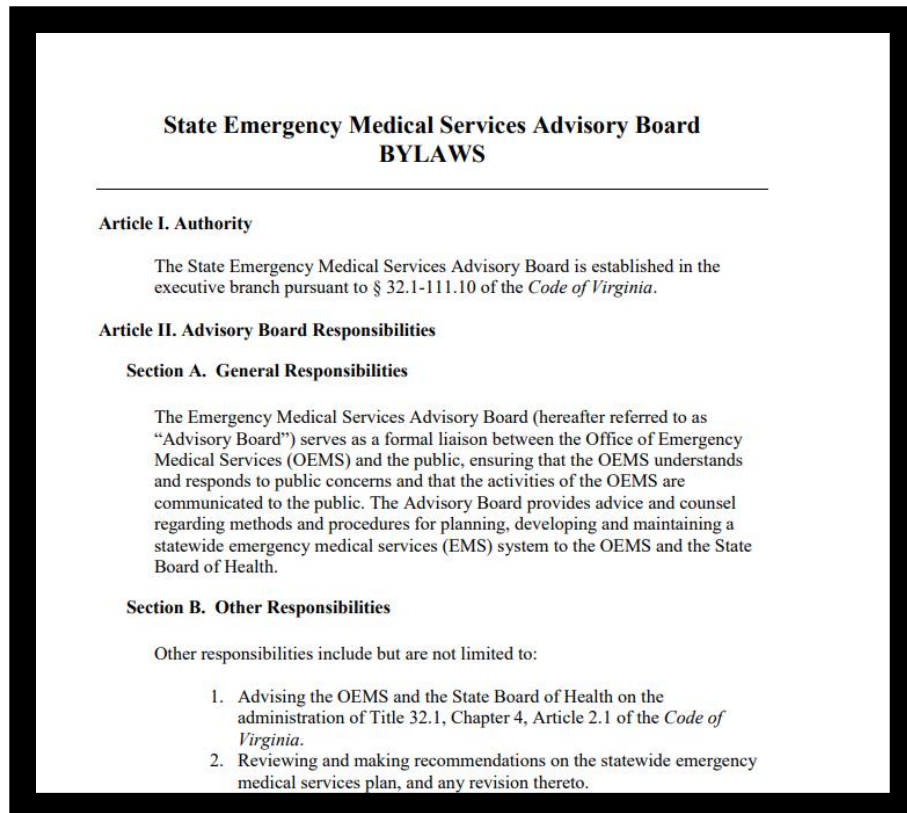 State Emergency Medical Services Advisory Board
BYLAWS
Article I. Authority
The State Emergency Medical Services Advisory Board is established in the
executive branch pursuant to § 32.1-111.10 of the Code of Virginia.
Article II. Advisory Board Responsibilities
Section A. General Responsibilities
The Emergency Medical Services Advisory Board (hereafter referred to as
“Advisory Board”) serves as a formal liaison between the Office of Emergency
Medical Services (OEMS) and the public, ensuring that the OEMS understands
and responds to public concerns and that the activities of the OEMS are
communicated to the public. The Advisory Board provides advice and counsel
regarding methods and procedures for planning, developing and maintaining a
statewide emergency medical services (EMS) system to the OEMS and the State
Board of Health.
Section B. Other Responsibilities
Other responsibilities include but are not limited to:
1. Advising the OEMS and the State Board of Health on the
administration of Title 32.1, Chapter 4, Article 2.1 of the Code of
Virginia.
2. Reviewing and making recommendations on the statewide emergency
medical services plan, and any revision thereto.